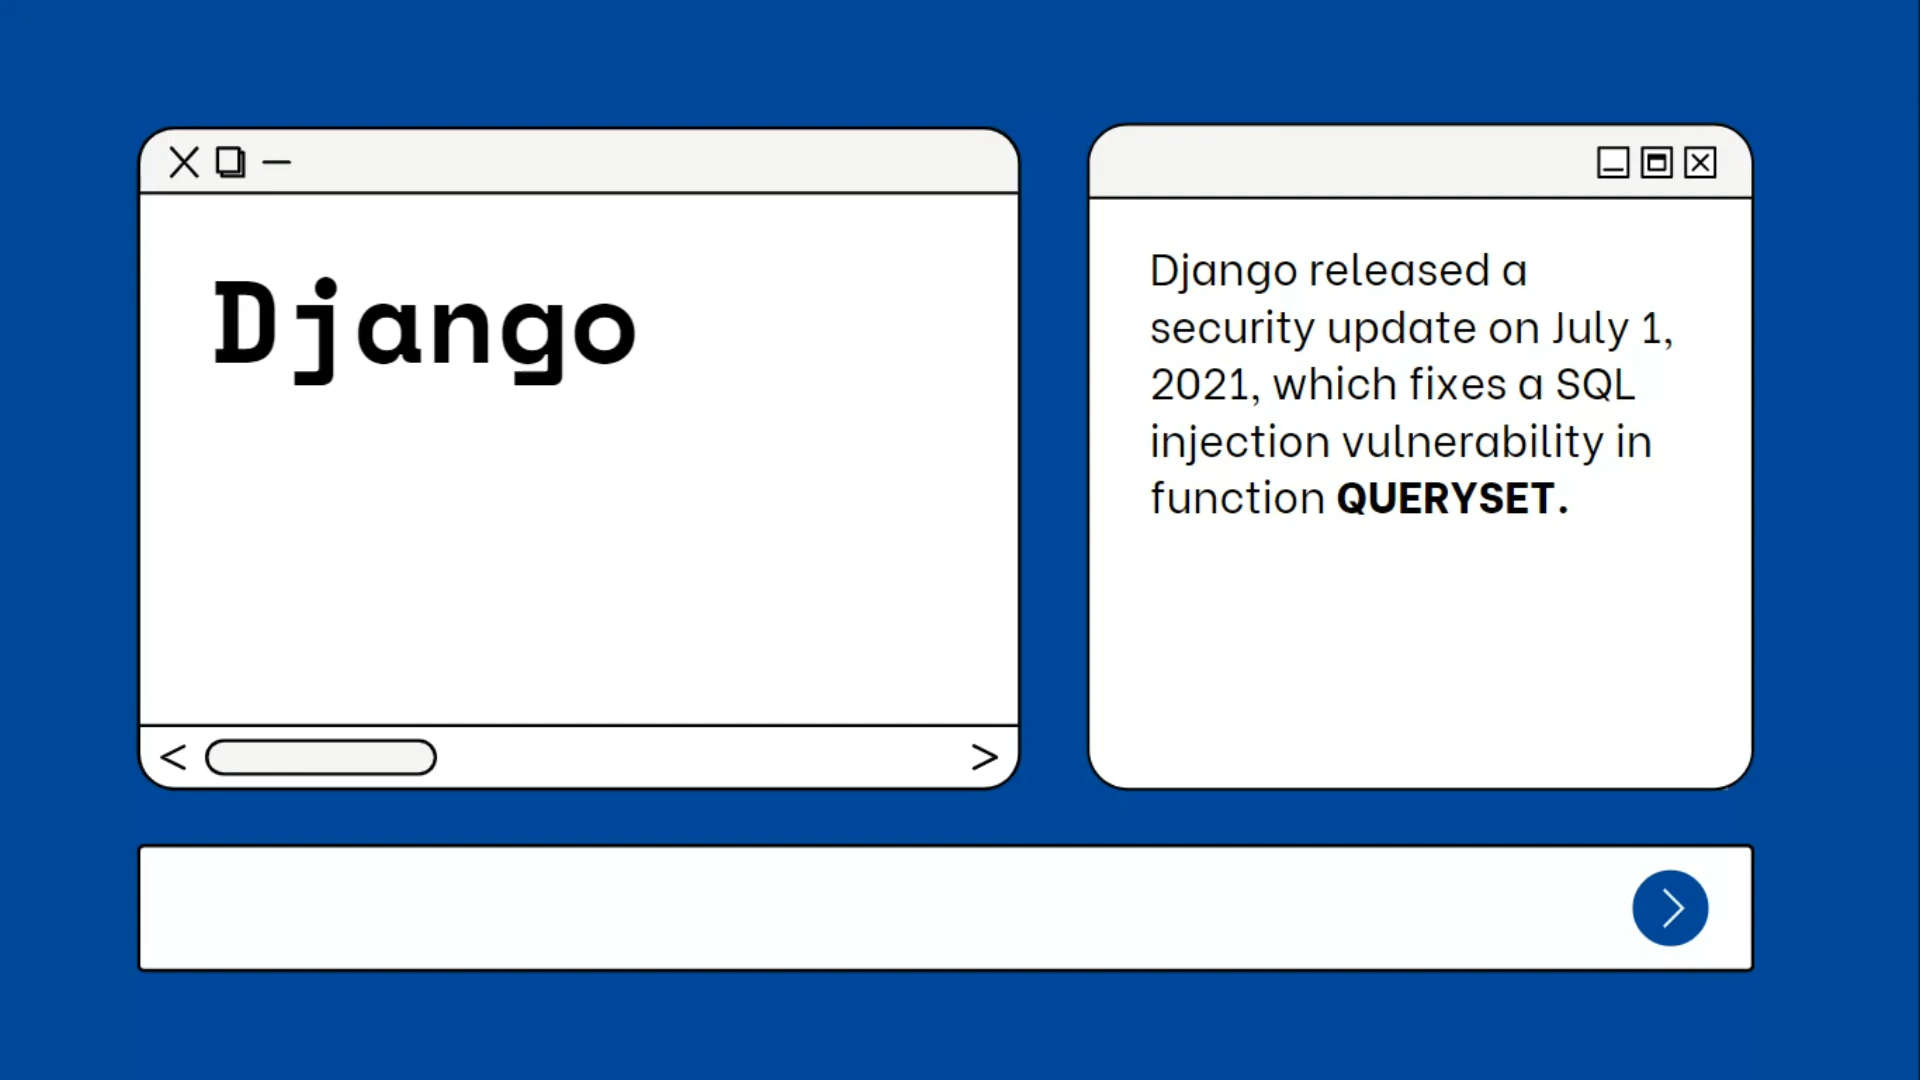 Django
Django released a
security update on July 1,
2021, which fixes a SQL
injection vulnerability in
function QUERYSET.